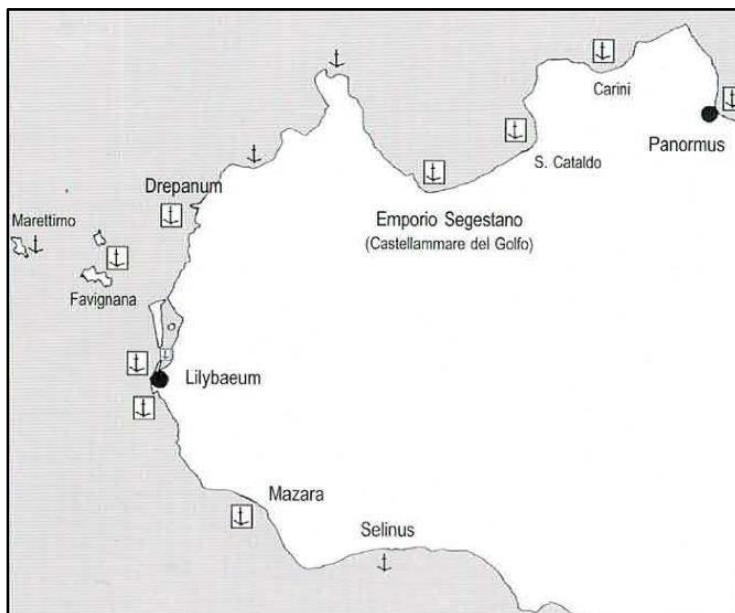 Carini
Panormus
S. Cataldo
Drepanum
Marettimo
Emporio Segestano
(Castellammare del Golfo)
Favignana
Lilybaeum
Mazara
Selinus